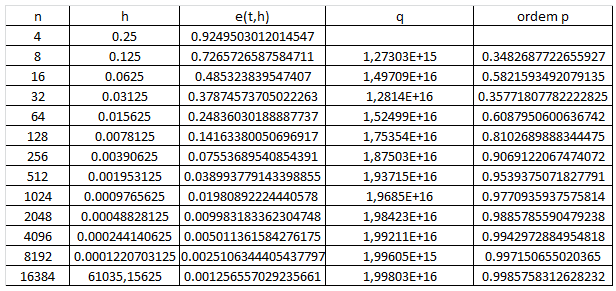 n h e(t,h) q ordem p
4 0.25 0.9249503012014547
8 0.125 0.7265726587584711 1,27303E+15 0.3482687722655927
16 0.0625 0.485323839547407 1,49709E+16 0.5821593492079135
32 0.03125 0.37874573705022263 1,2814E+16 0.35771807782222825
64 0.015625 0.24836030188887737 1,52499E+16 0.6087950600636742
128 0.0078125 0.14163380050696917 1,75354E+16 0.8102689888344475
256 0.00390625 0.07553689540854391 1,87503E+16 0.9069122067474072
512 0.001953125 0.038993779143398855 1,93715E+16 0.9539375071827791
1024 0.0009765625 0.01980892224440578 1,9685E+16 0.9770935937575814
2048 0.00048828125 0.009983183362304748 1,98423E+16 0.9885785590479238
4096 0.000244140625 0.005011361584276175 1,99211E+16 0.9942972884954818
8192 0.0001220703125 0.0025106344405437797 1,99605E+15 0.997150655020365
16384 61035,15625 0.001256557029235661 1,99803E+16 0.9985758312628232